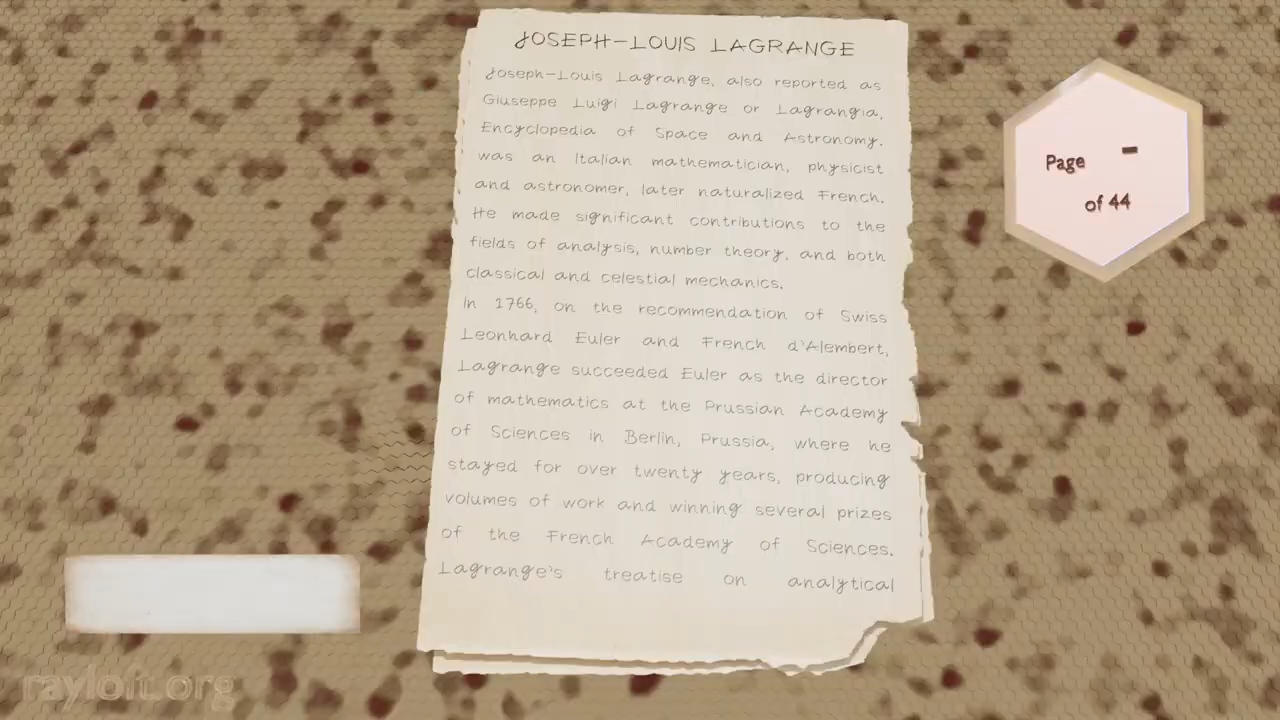 JOSEPH-LOUIS LAGRANGE
Joseph-Louis Lagrange, also reported as
Giuseppe Luigi Lagrange or Lagrangia,
Encyclopedia of Space and Astronomy.
was an Italian mathematician, physicist
and astronomer, later naturalized French.
He made significant contributions to the
fields of analysis, number theory, and both
classical and celestial mechanics.
In 1766, on the recommendation of Swiss
Leonhard Euler and French d'Alembert,
Lagrange succeeded Euler as the director
of mathematics at the Prussian Academy
of Sciences in Berlin, Prussia, where he
stayed for over twenty years, producing
volumes of work and winning several prizes
of the French Academy of Sciences.
Lagrange's treatise on analytical
Page -
of 44